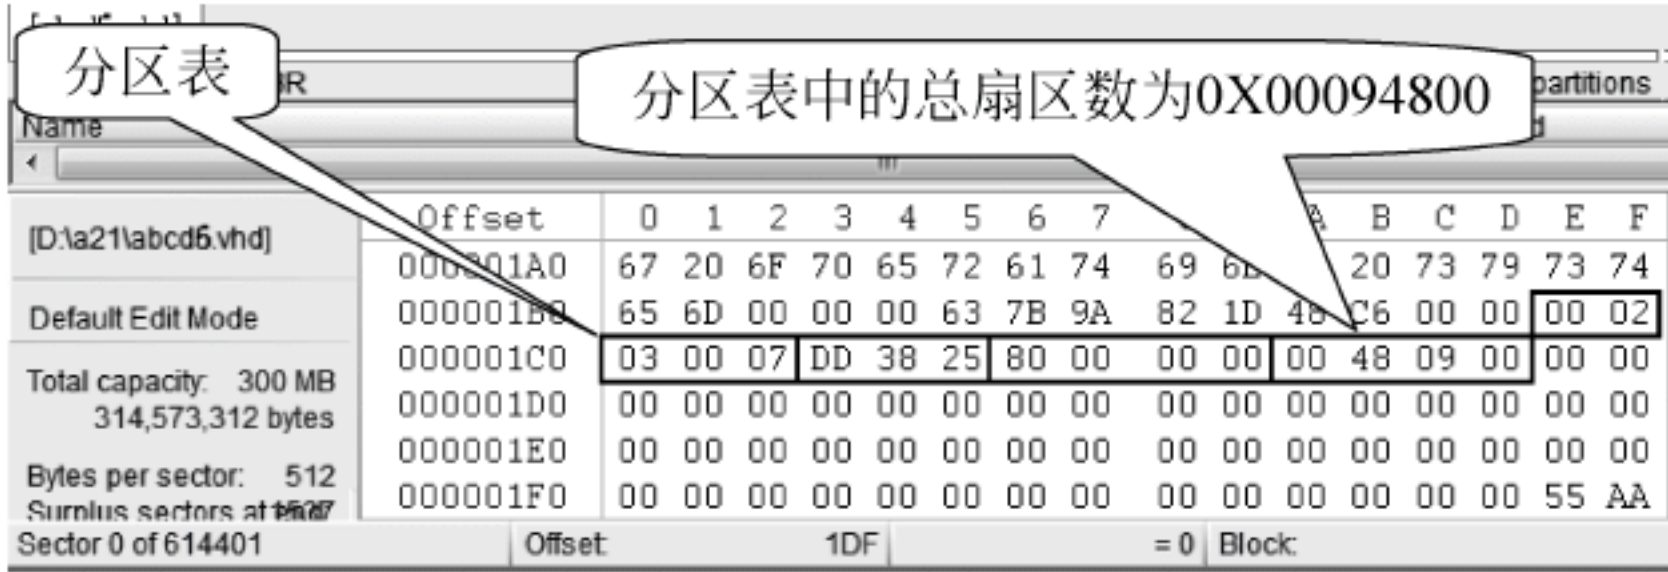 分区表
分区表中的总扇区数为0X00094800
partitions
Name
[D:\a21\abcd6.vhd]
Default Edit Mode
Total capacity: 300 MB
314,573,312 bytes
Bytes per sector: 512
Surplus sectors at
Offset 0 1 2 3 4 5 6 7 A B C D E F
000001A0 67 20 6F 70 65 72 61 74 69 20 73 79 73 74
000001B0 65 6D 00 00 00 63 7B 9A 82 1D 48 C6 00 00 00 02
000001C0 03 00 07 DD 38 25 80 00 00 00 00 48 09 00 00 00
000001D0 00 00 00 00 00 00 00 00 00 00 00 00 00 00 00 00
000001E0 00 00 00 00 00 00 00 00 00 00 00 00 00 00 00 00
000001F0 00 00 00 00 00 00 00 00 00 00 00 00 00 00 55 AA
Sector 0 of 614401 Offset: 1DF = 0 Block: